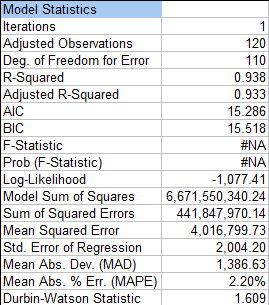 Model Statistics
Iterations 1
Adjusted Observations 120
Deg. of Freedom for Error 110
R-Squared 0.938
Adjusted R-Squared 0.933
AIC 15.286
BIC 15.518
F-Statistic #NA
Prob (F-Statistic) #NA
Log-Likelihood -1,077.41
Model Sum of Squares 6,671,550,340.24
Sum of Squared Errors 441,847,970.14
Mean Squared Error 4,016,799.73
Std. Error of Regression 2,004.20
Mean Abs. Dev. (MAD) 1,386.63
Mean Abs. % Err. (MAPE) 2.20%
Durbin-Watson Statistic 1.608